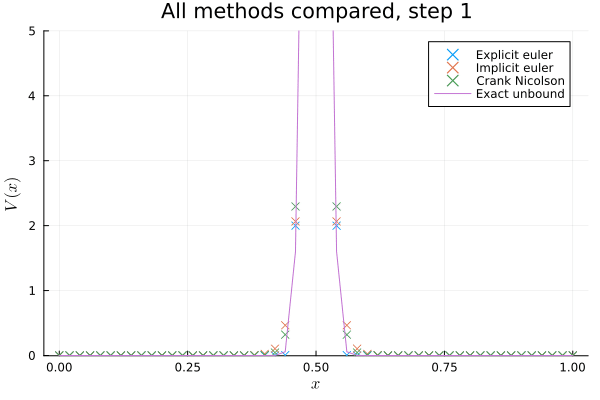 All methods compared, step 1
Explicit euler
Implicit euler
Crank Nicolson
Exact unbound
5
4
3
2
1
0
V(x)
0.00 0.25 0.50 0.75 1.00
x